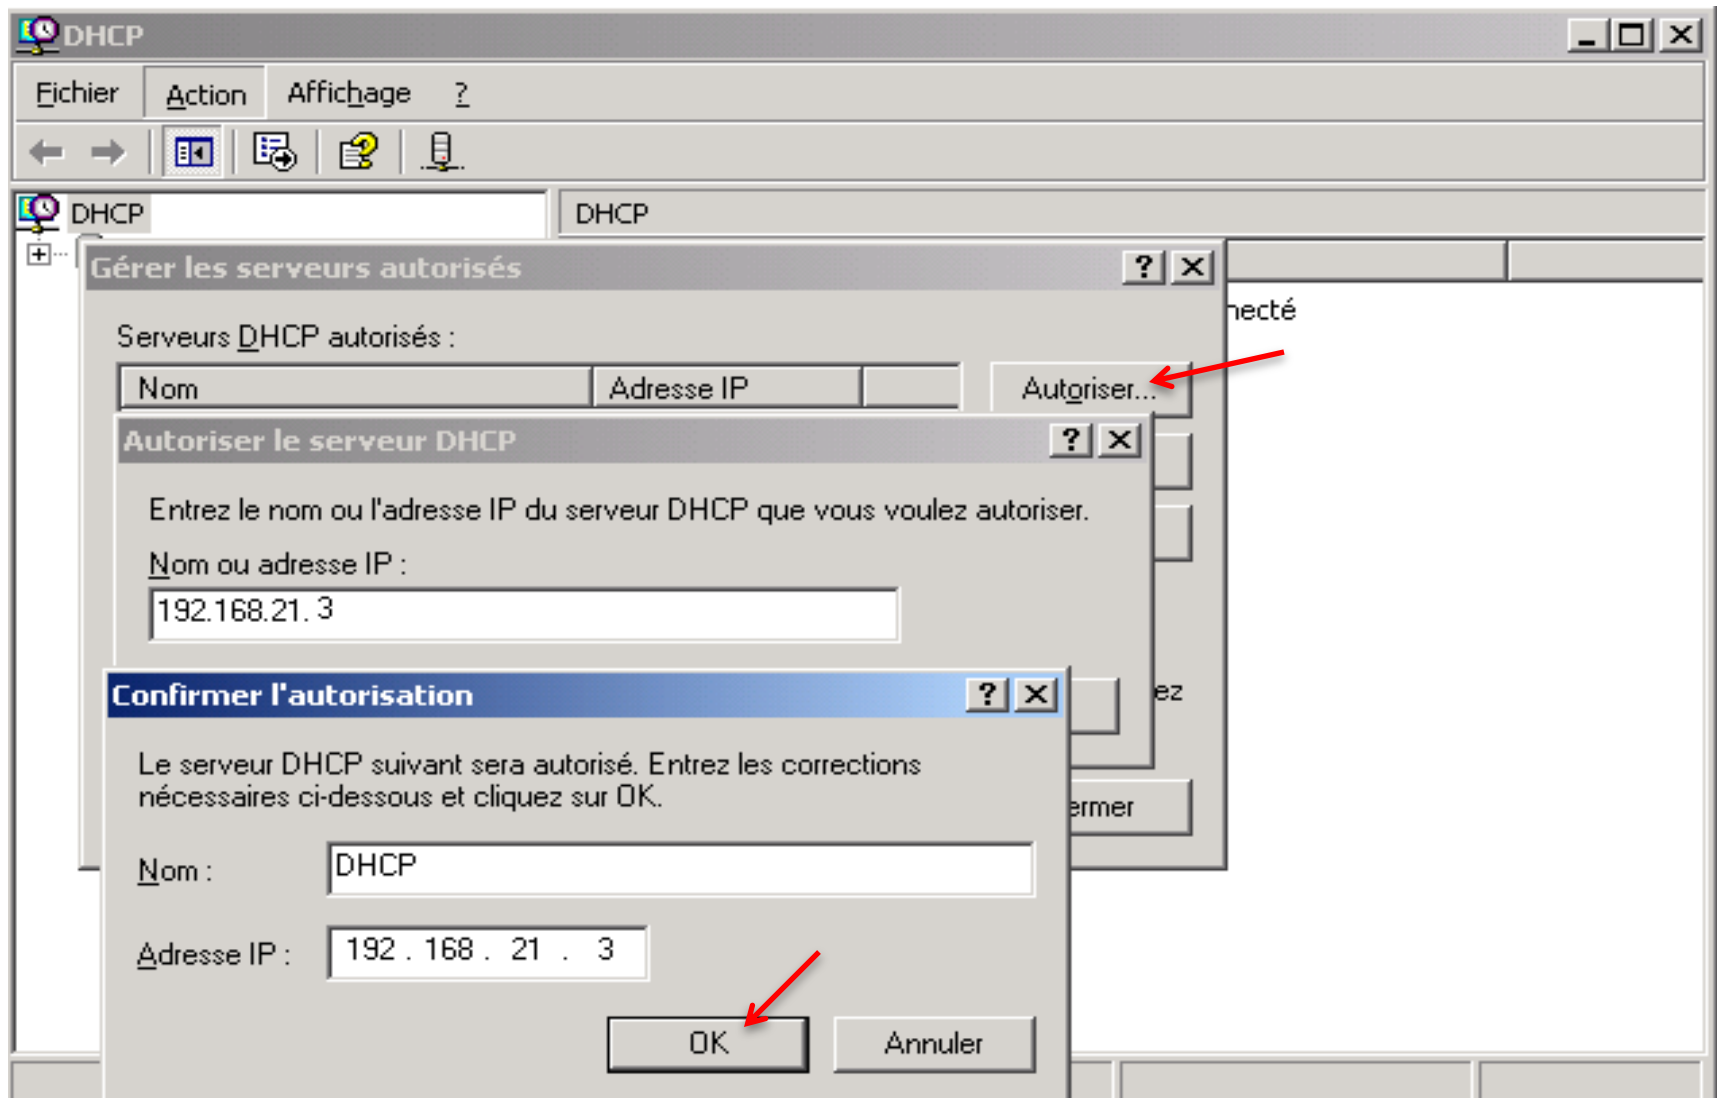 DHCP
Fichier Action Affichage ?
DHCP
DHCP
Gérer les serveurs autorisés
Serveurs DHCP autorisés :
Nom Adresse IP Autoriser...
Autoriser le serveur DHCP
Entrez le nom ou l'adresse IP du serveur DHCP que vous voulez autoriser.
Nom ou adresse IP :
192.168.21. 3
Confirmer l'autorisation
Le serveur DHCP suivant sera autorisé. Entrez les corrections
nécessaires ci-dessous et cliquez sur OK.
Nom : DHCP
Adresse IP : 192 . 168 . 21 . 3
OK Annuler